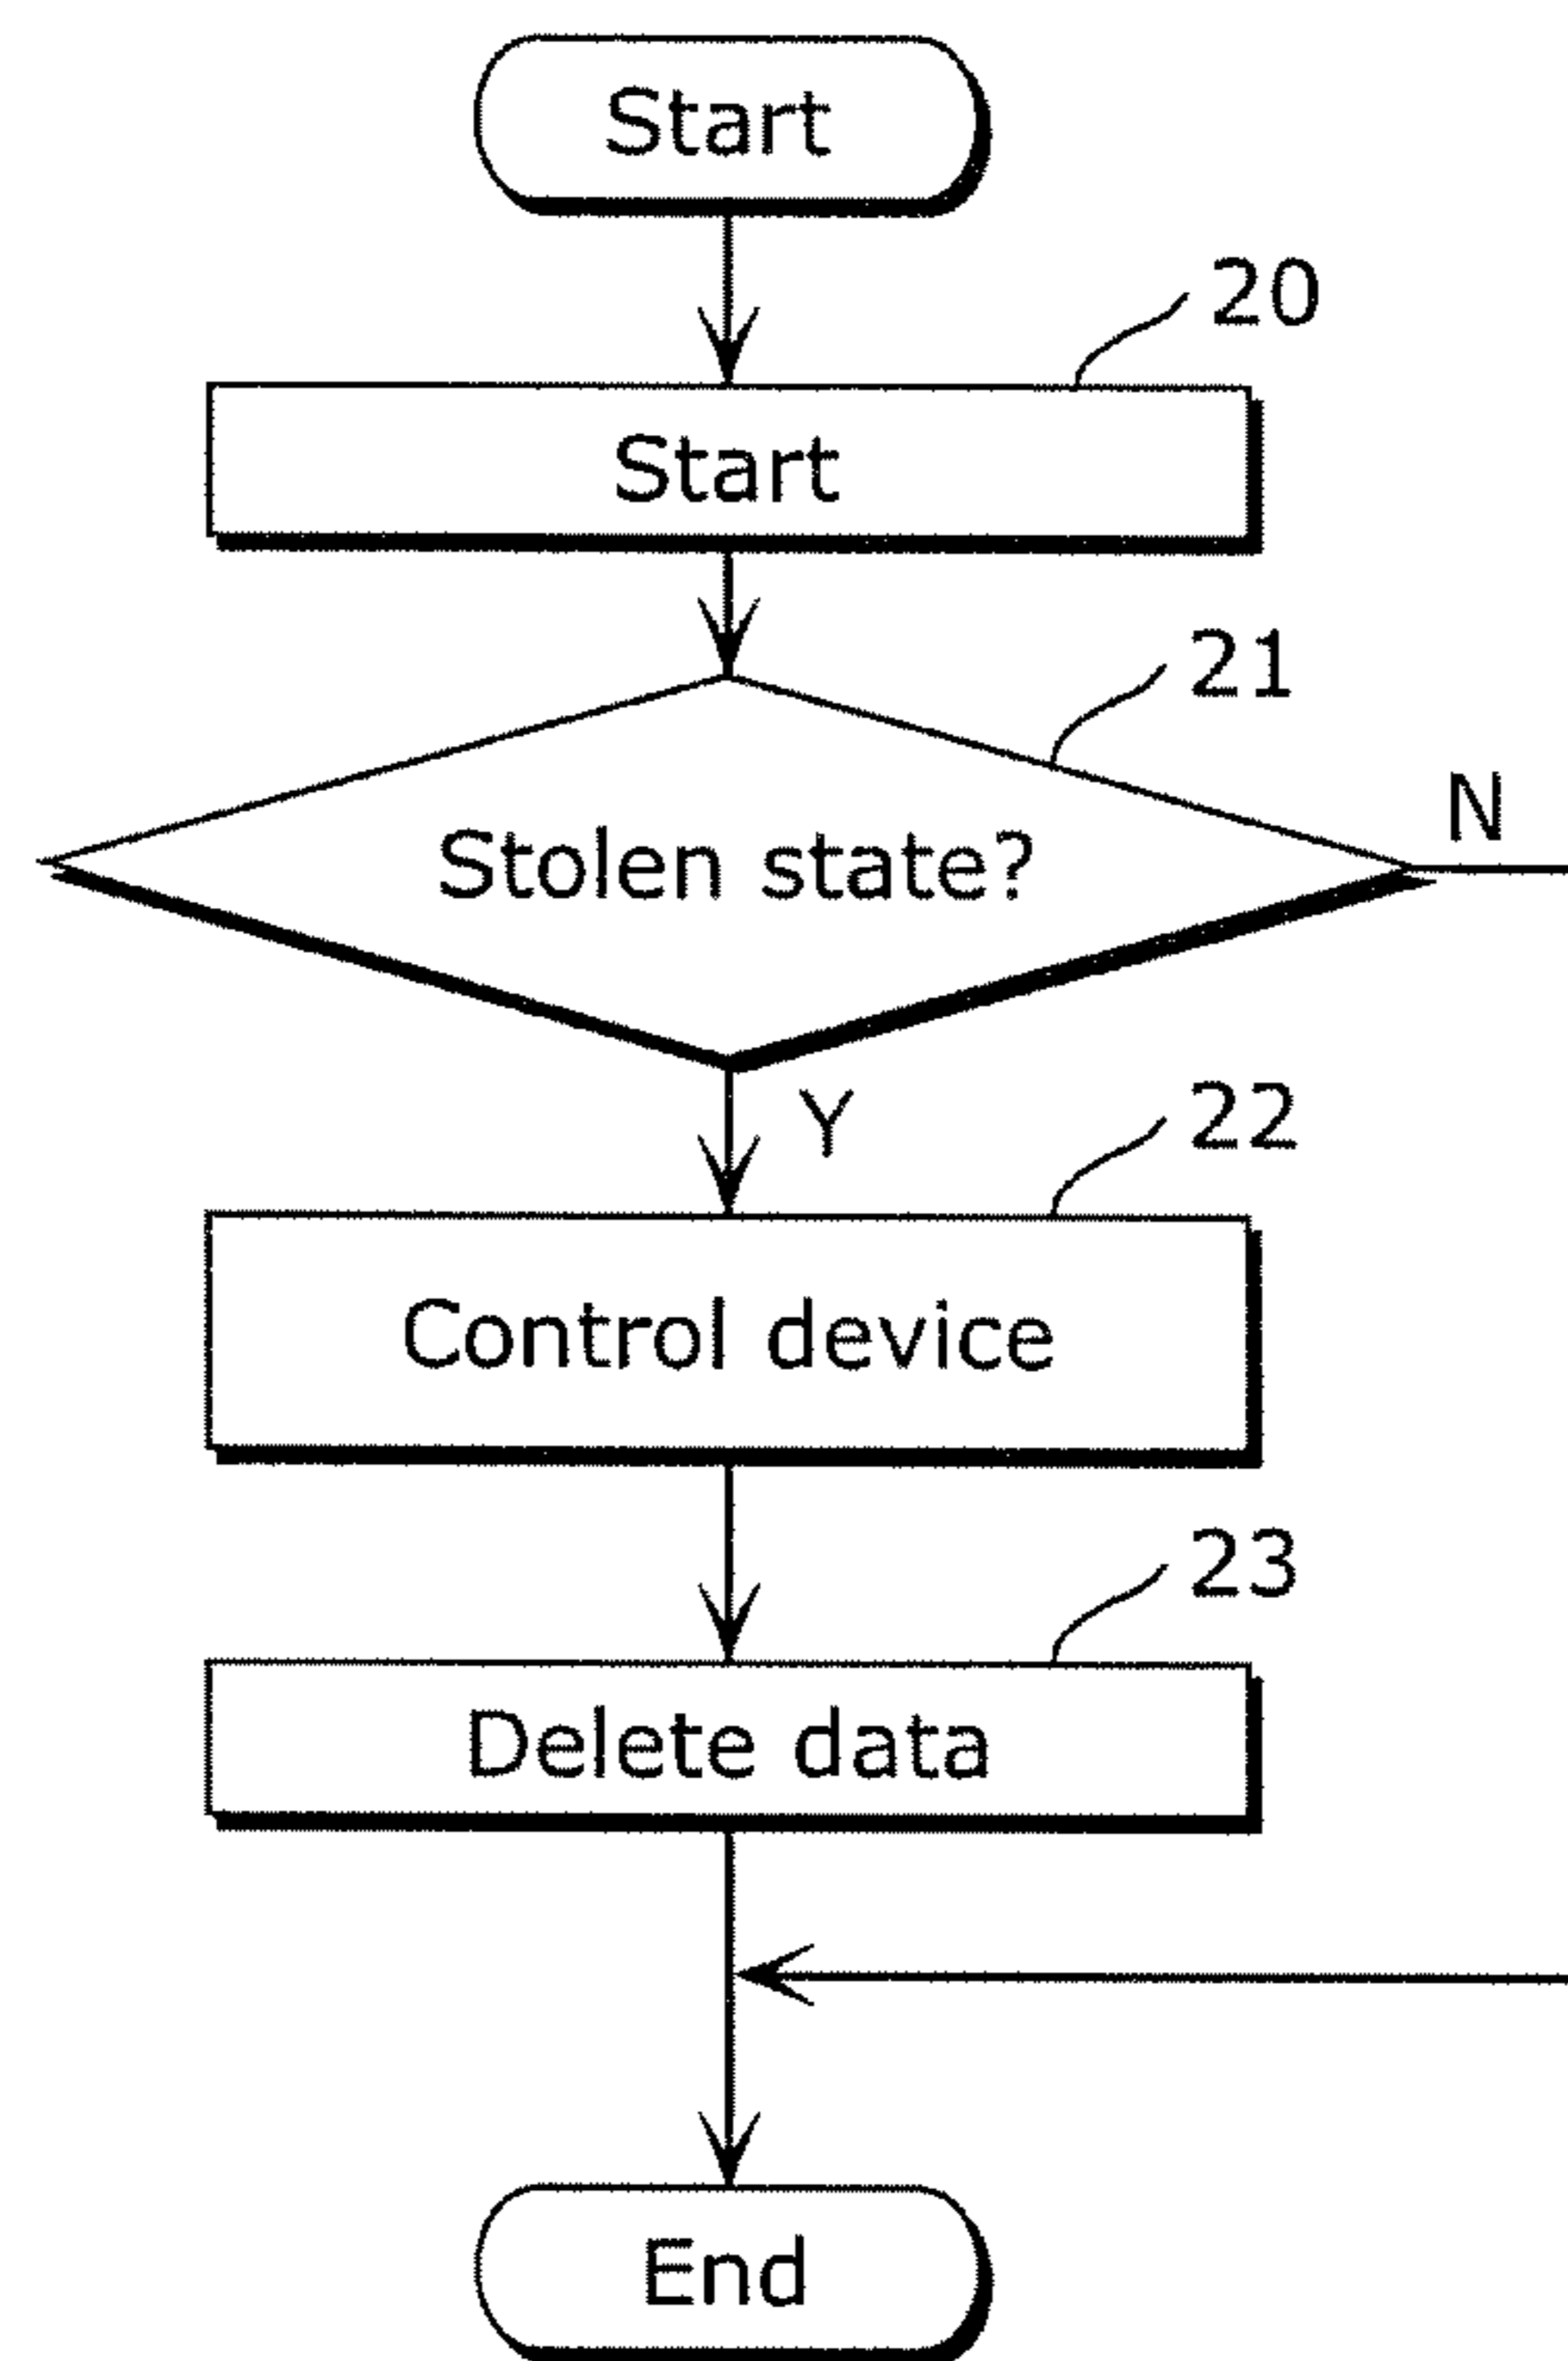 Start
20
Start
21
N
Stolen state?
Y
22
Control device
23
Delete data
End